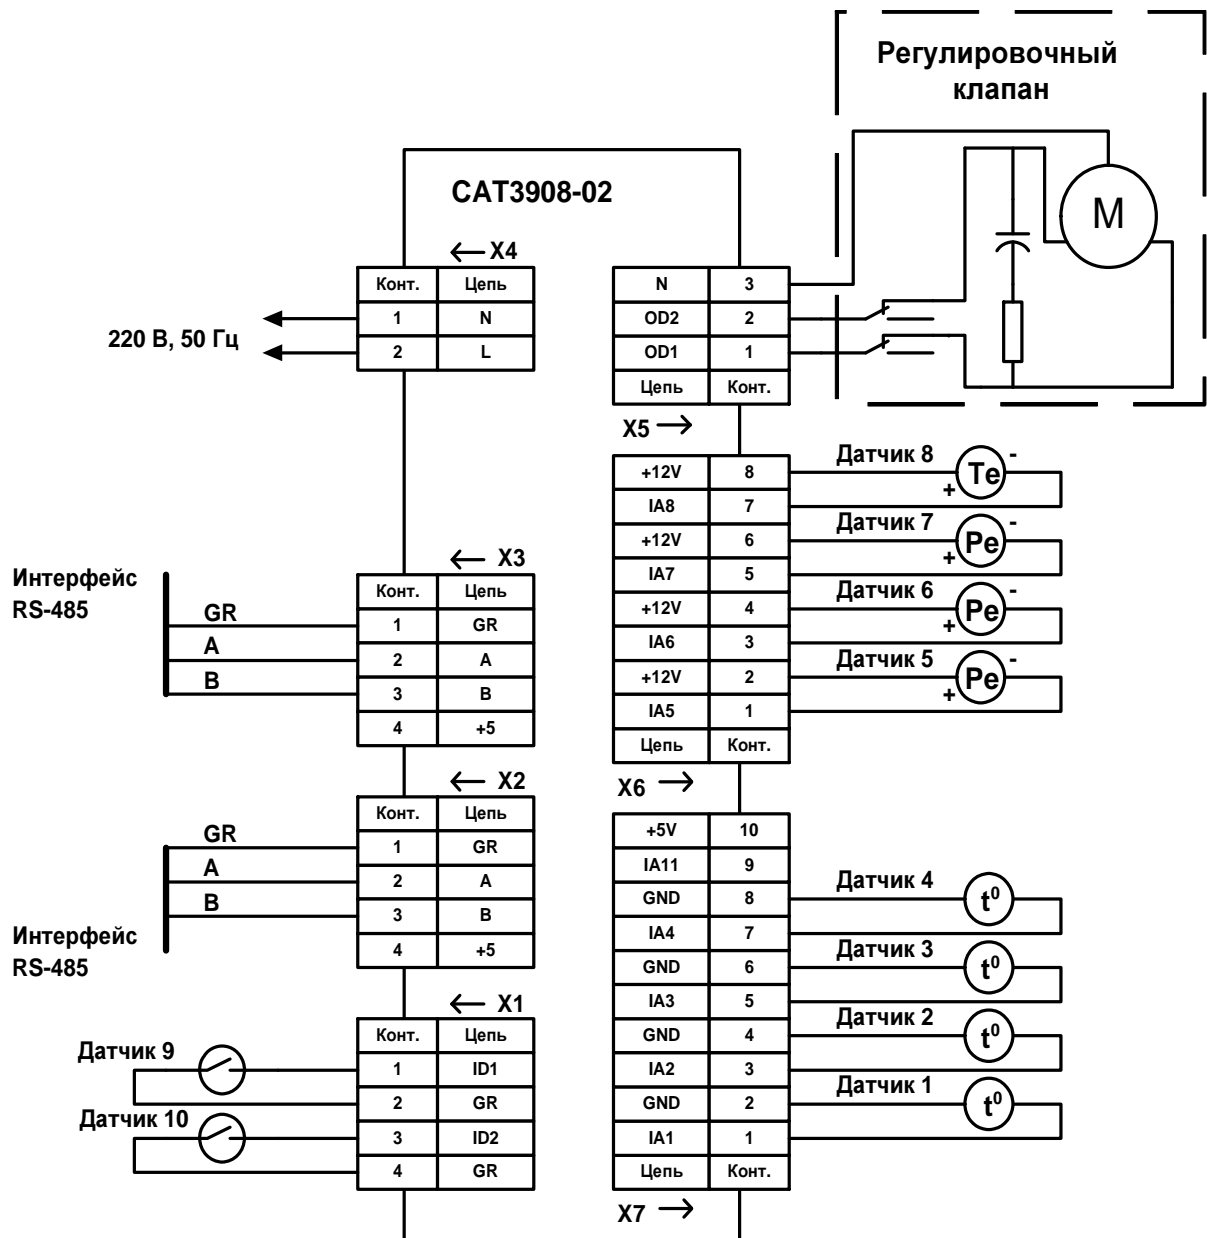 Регулировочный
клапан
M
САТ3908-02
X4
Конт. Цепь
1 N
2 L
220 В, 50 Гц
N 3
OD2 2
OD1 1
Цепь Конт.
X5
+12V 8
IA8 7
+12V 6
IA7 5
+12V 4
IA6 3
+12V 2
IA5 1
Цепь Конт.
X6
Датчик 8
Te
+ -
Датчик 7
Pe
+ -
Датчик 6
Pe
+ -
Датчик 5
Pe
+ -
X3
Интерфейс
RS-485
GR
A
B
Конт. Цепь
1 GR
2 A
3 B
4 +5
X2
GR
A
B
Интерфейс
RS-485
Конт. Цепь
1 GR
2 A
3 B
4 +5
X1
Датчик 9
Датчик 10
Конт. Цепь
1 ID1
2 GR
3 ID2
4 GR
+5V 10
IA11 9
GND 8
IA4 7
GND 6
IA3 5
GND 4
IA2 3
GND 2
IA1 1
Цепь Конт.
X7
Датчик 4
t⁰
Датчик 3
t⁰
Датчик 2
t⁰
Датчик 1
t⁰